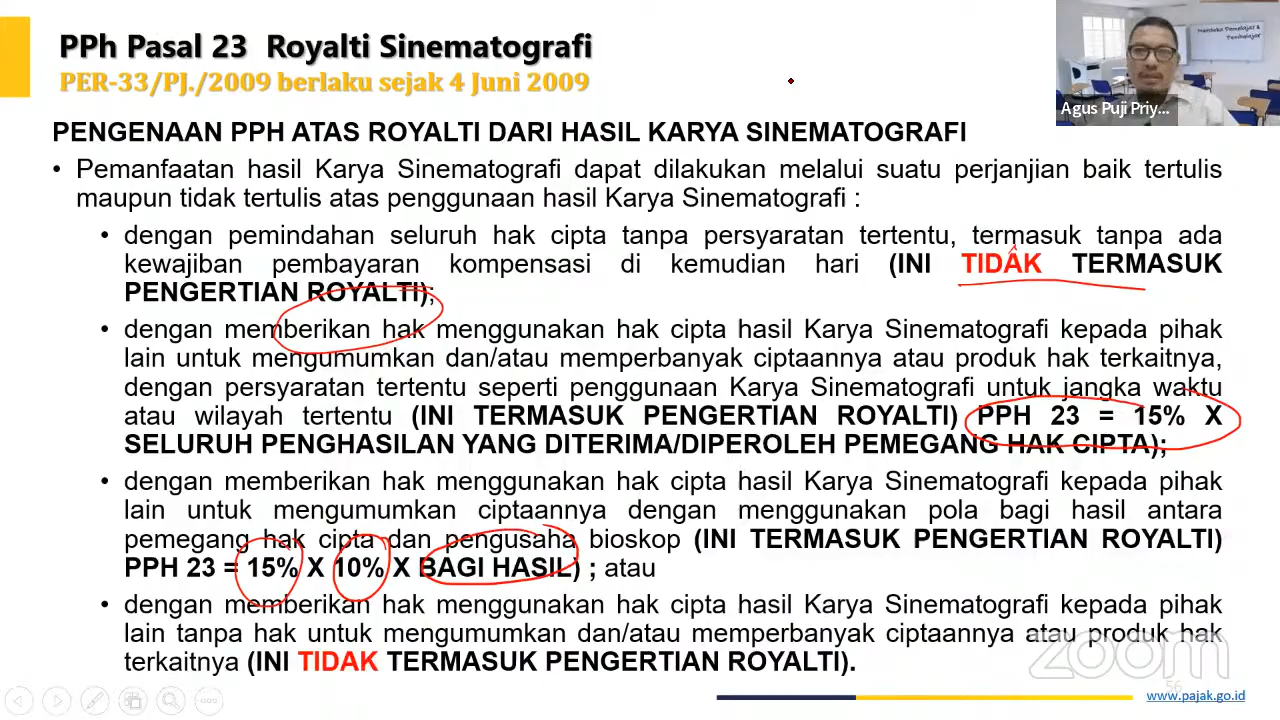 PPh Pasal 23 Royalti Sinematografi
PER-33/PJ./2009 berlaku sejak 4 Juni 2009
Merdeka Pemelajar &
Pembelajar
Agus Puji Priy...
PENGENAAN PPH ATAS ROYALTI DARI HASIL KARYA SINEMATOGRAFI
• Pemanfaatan hasil Karya Sinematografi dapat dilakukan melalui suatu perjanjian baik tertulis
maupun tidak tertulis atas penggunaan hasil Karya Sinematografi :
• dengan pemindahan seluruh hak cipta tanpa persyaratan tertentu, termasuk tanpa ada
kewajiban pembayaran kompensasi di kemudian hari (INI TIDAK TERMASUK
PENGERTIAN ROYALTI);
• dengan memberikan hak menggunakan hak cipta hasil Karya Sinematografi kepada pihak
lain untuk mengumumkan dan/atau memperbanyak ciptaannya atau produk hak terkaitnya,
dengan persyaratan tertentu seperti penggunaan Karya Sinematografi untuk jangka waktu
atau wilayah tertentu (INI TERMASUK PENGERTIAN ROYALTI) PPH 23 = 15% X
SELURUH PENGHASILAN YANG DITERIMA/DIPEROLEH PEMEGANG HAK CIPTA);
• dengan memberikan hak menggunakan hak cipta hasil Karya Sinematografi kepada pihak
lain untuk mengumumkan ciptaannya dengan menggunakan pola bagi hasil antara
pemegang hak cipta dan pengusaha bioskop (INI TERMASUK PENGERTIAN ROYALTI)
PPH 23 = 15% X 10% X BAGI HASIL) ; atau
• dengan memberikan hak menggunakan hak cipta hasil Karya Sinematografi kepada pihak
lain tanpa hak untuk mengumumkan dan/atau memperbanyak ciptaannya atau produk hak
terkaitnya (INI TIDAK TERMASUK PENGERTIAN ROYALTI).
zoom
56
www.pajak.go.id